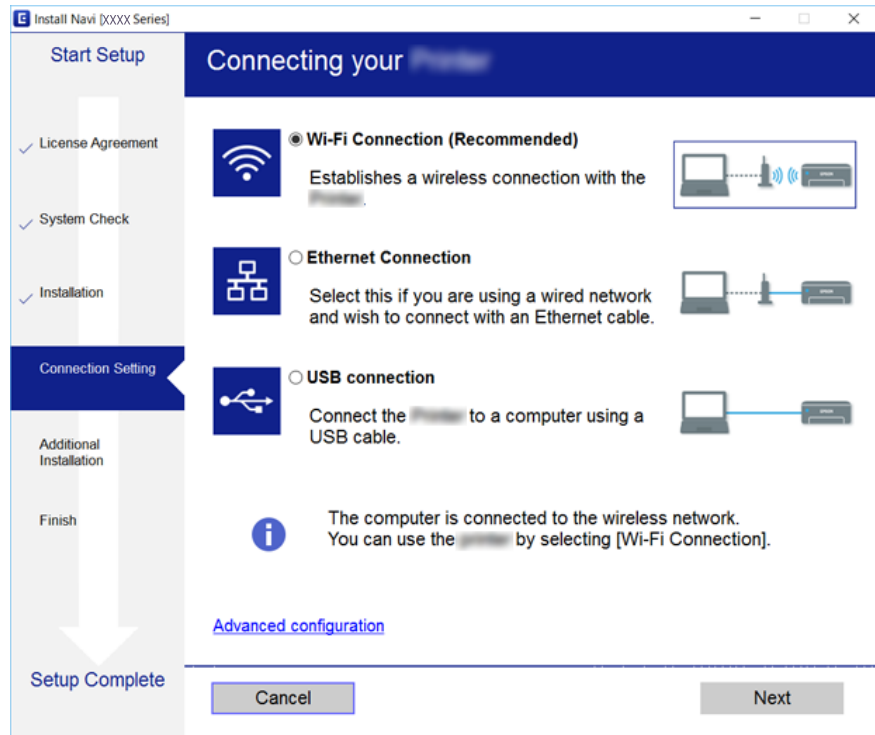 Install Navi [XXXX Series]
Start Setup
License Agreement
System Check
Installation
Connection Setting
Additional
Installation
Finish
Setup Complete
Connecting your
Wi-Fi Connection (Recommended)
Establishes a wireless connection with the
.
Ethernet Connection
Select this if you are using a wired network
and wish to connect with an Ethernet cable.
USB connection
Connect the to a computer using a
USB cable.
The computer is connected to the wireless network.
You can use the by selecting [Wi-Fi Connection].
Advanced configuration
Cancel
Next